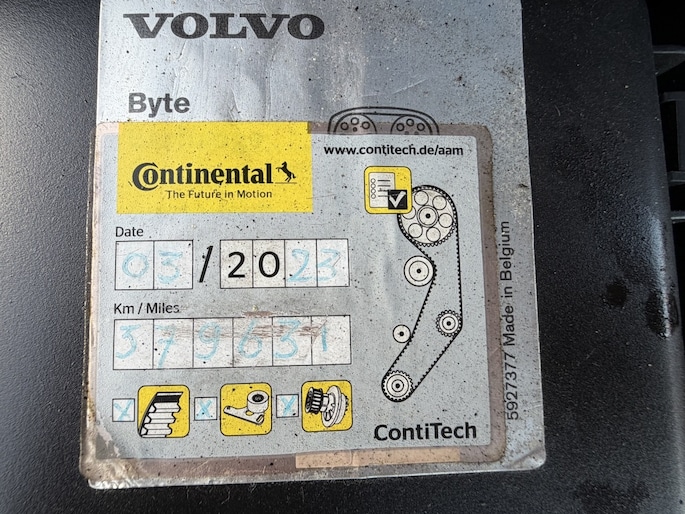 VOLVO
Byte
Continental
The Future in Motion
www.contitech.de/aam
Date
03/2023
Km / Miles
379631
X X X
ContiTech
5927377 Made in Belgium